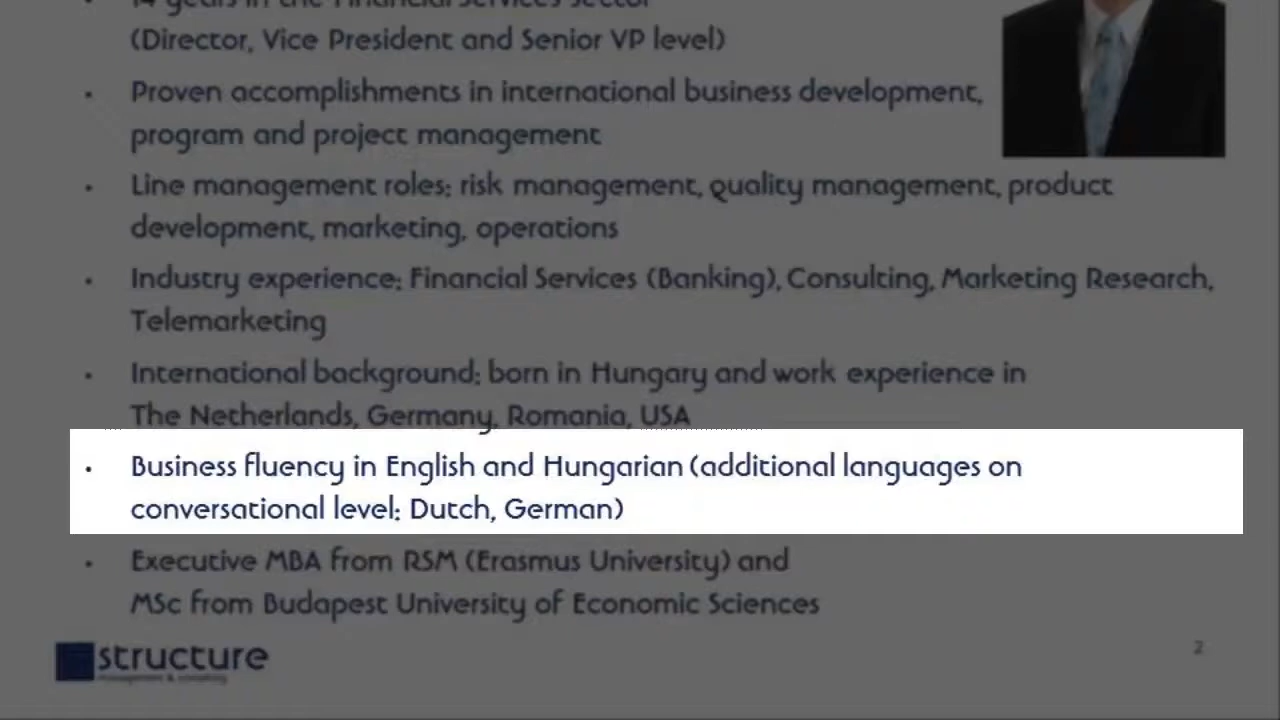 14 years in the Financial Services sector
(Director, Vice President and Senior VP level)
• Proven accomplishments in international business development,
program and project management
• Line management roles: risk management, quality management, product
development, marketing, operations
• Industry experience: Financial Services (Banking), Consulting, Marketing Research,
Telemarketing
• International background: born in Hungary and work experience in
The Netherlands, Germany, Romania, USA
• Business fluency in English and Hungarian (additional languages on
conversational level: Dutch, German)
• Executive MBA from RSM (Erasmus University) and
MSc from Budapest University of Economic Sciences
structure
management & consulting
2